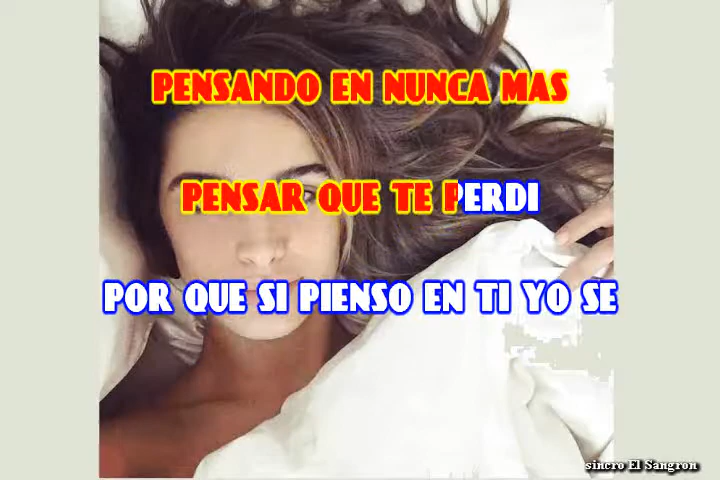 PENSANDO EN NUNCA MAS
PENSAR QUE TE PERDI
POR QUE SI PIENSO EN TI YO SE
sincro El Sangron